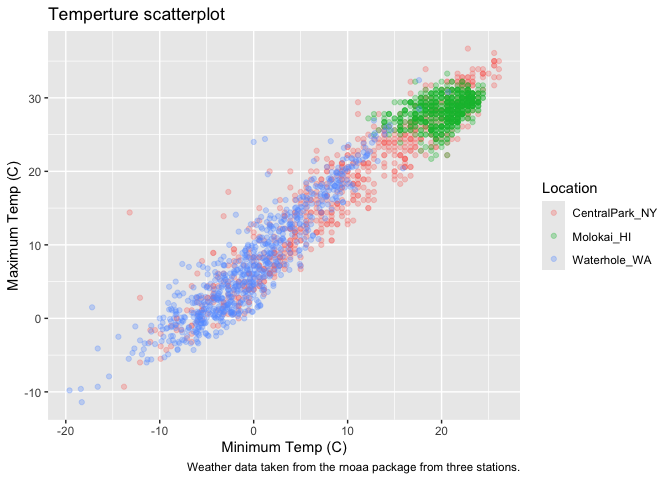 Temperture scatterplot
Maximum Temp (C)
30
20
10
0
-10
-20
-10
0
10
20
Minimum Temp (C)
Location
CentralPark_NY
Molokai_HI
Waterhole_WA
Weather data taken from the rnoaa package from three stations.